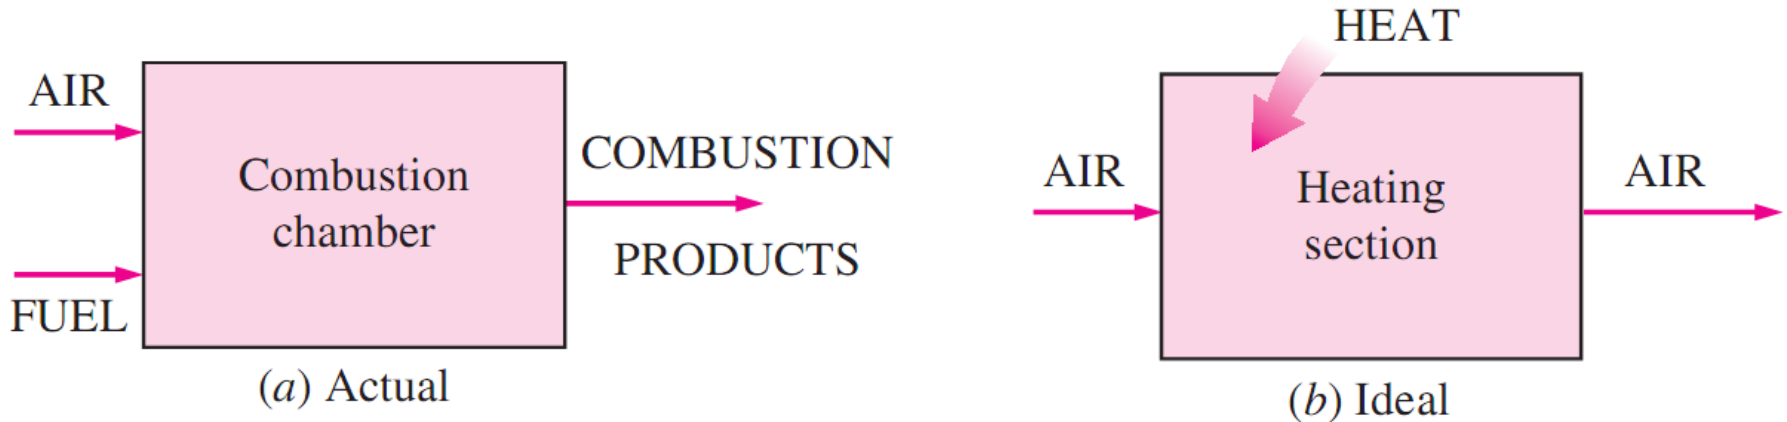 AIR
FUEL
Combustion
chamber
COMBUSTION
PRODUCTS
(a) Actual
HEAT
AIR
Heating
section
AIR
(b) Ideal